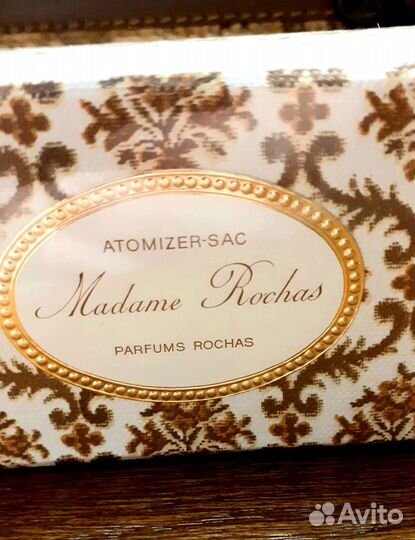 ATOMIZER-SAC
Madame Rochas
PARFUMS ROCHAS
Avito